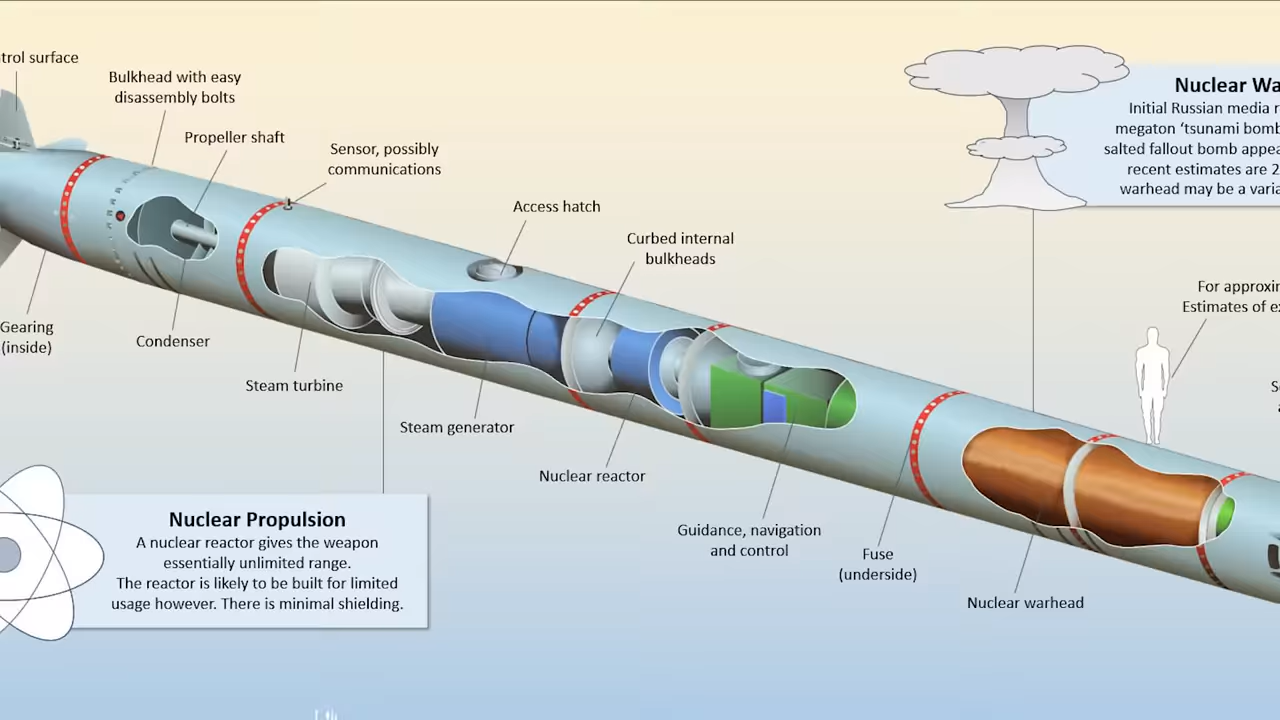 trol surface
Bulkhead with easy
disassembly bolts
Propeller shaft
Sensor, possibly
communications
Access hatch
Curbed internal
bulkheads
Nuclear Wa
Initial Russian media r
megaton ‘tsunami bomb
salted fallout bomb appea
recent estimates are 2
warhead may be a varia
For approxin
Estimates of ex
Gearing
(inside)
Condenser
Steam turbine
Steam generator
Nuclear reactor
Guidance, navigation
and control
Fuse
(underside)
Nuclear warhead
Nuclear Propulsion
A nuclear reactor gives the weapon
essentially unlimited range.
The reactor is likely to be built for limited
usage however. There is minimal shielding.